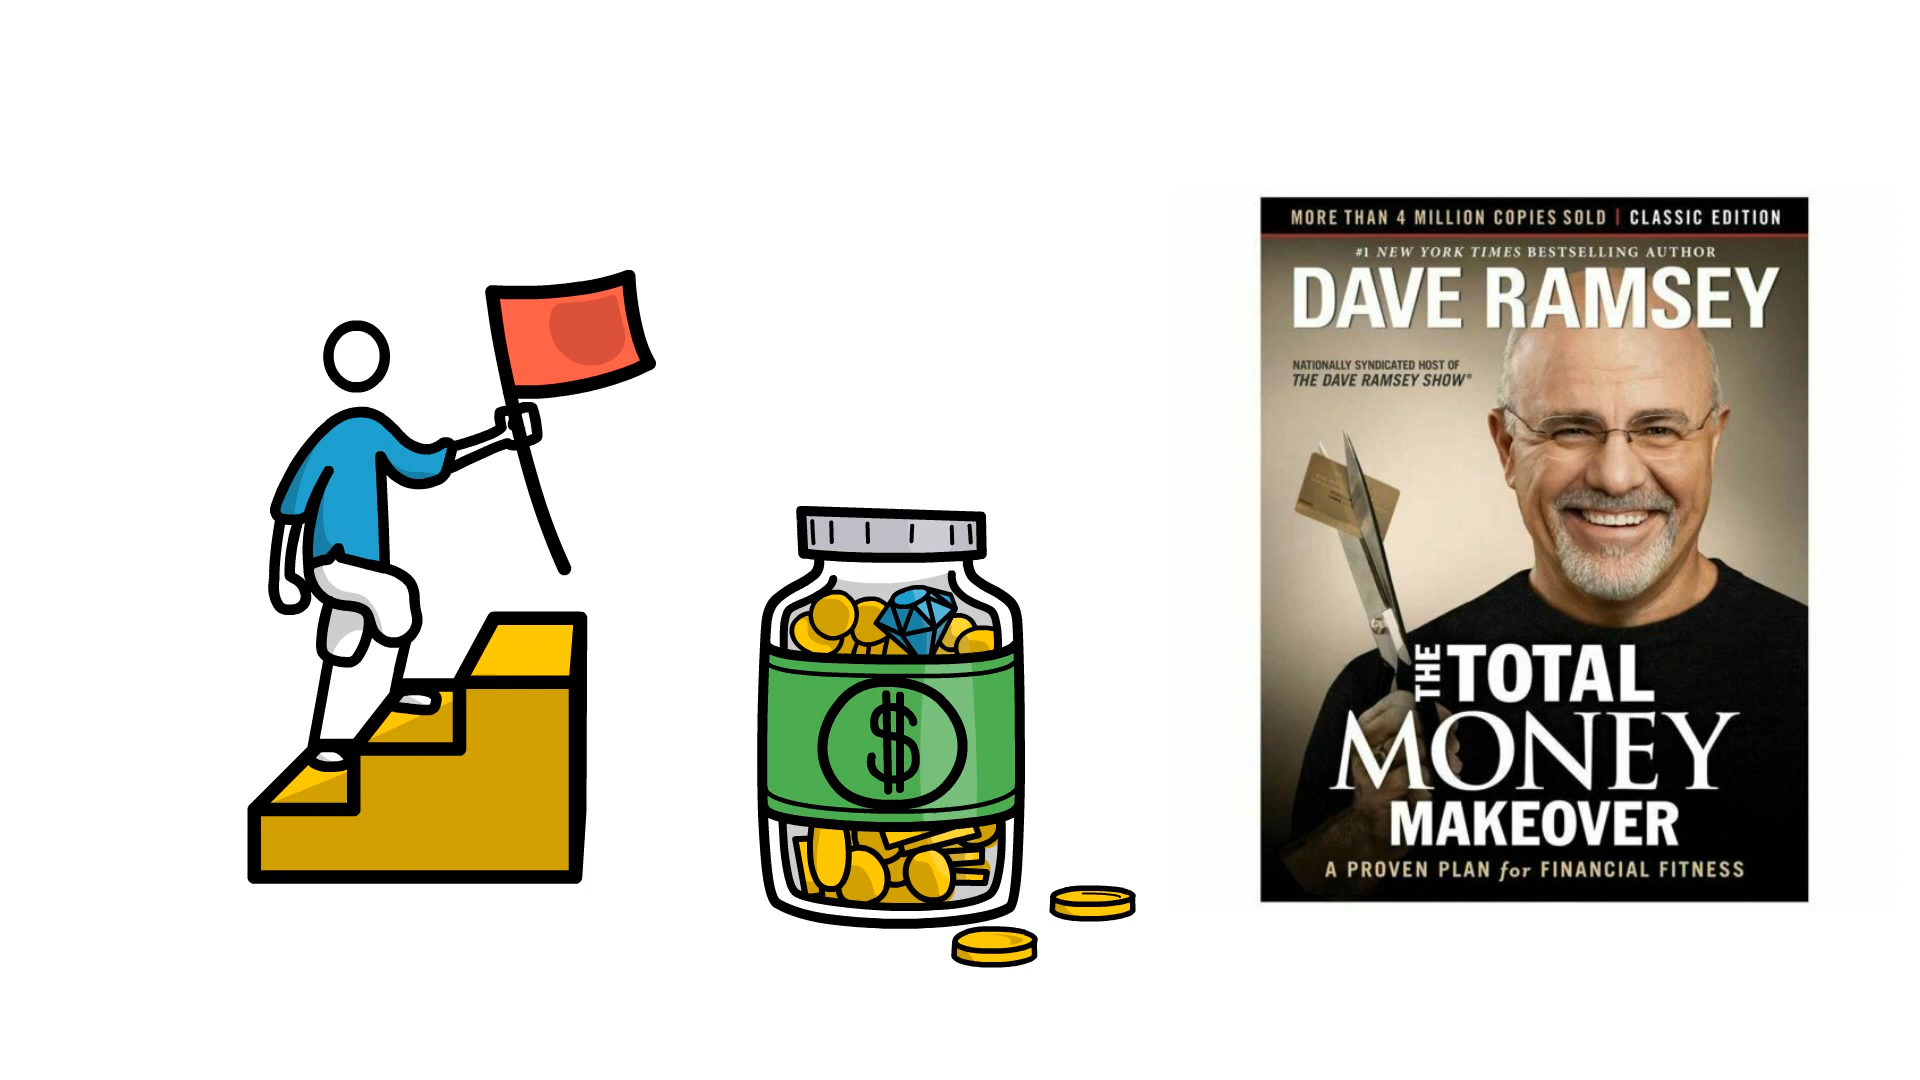 MORE THAN 4 MILLION COPIES SOLD | CLASSIC EDITION
#1 NEW YORK TIMES BESTSELLING AUTHOR
DAVE RAMSEY
NATIONALLY SYNDICATED HOST OF
THE DAVE RAMSEY SHOW®
THE TOTAL
MONEY
MAKEOVER
A PROVEN PLAN for FINANCIAL FITNESS
$